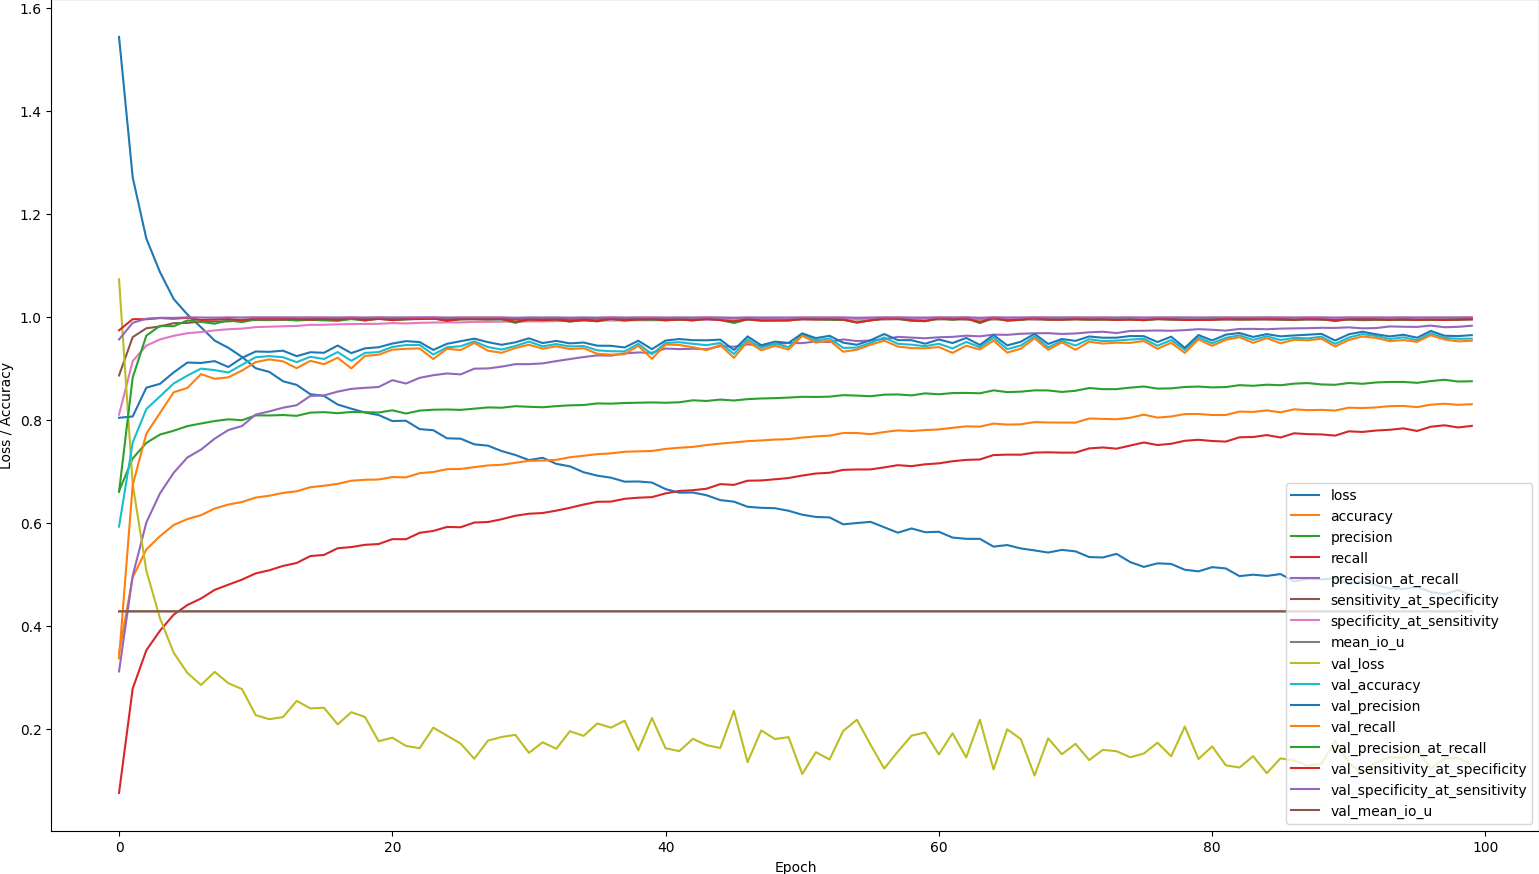 1.6
1.4
1.2
1.0
0.8
0.6
0.4
0.2
Loss / Accuracy
0 20 40 60 80 100
Epoch
loss
accuracy
precision
recall
precision_at_recall
sensitivity_at_specificity
specificity_at_sensitivity
mean_io_u
val_loss
val_accuracy
val_precision
val_recall
val_precision_at_recall
val_sensitivity_at_specificity
val_specificity_at_sensitivity
val_mean_io_u